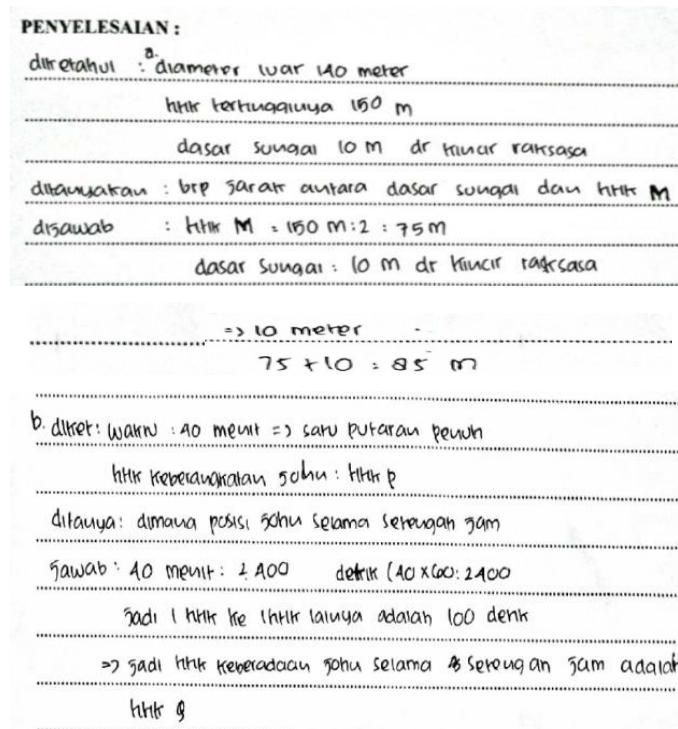 PENYELESAIAN :
diketahui : a. diameter luar 140 meter
titik tertingginya 150 m
dasar sungai 10 m dr kincir raksasa
ditanyakan : brp jarak antara dasar sungai dan titik M
dijawab : titik M = 150 m : 2 : 75 m
dasar sungai : 10 m dr kincir raksasa
=> 10 meter
75 + 10 = 85 m
b. diket : waktu : 40 menit => satu putaran penuh
titik keberangkatan johu : titik P
ditanya : dimana posisi johu selama setengah jam
Jawab : 40 menit : 2400 detik (40 x 60 : 2400
Jadi 1 titik ke titik lainya adalah 100 detik
=> jadi titik keberadaan johu selama setengan jam adalah
titik